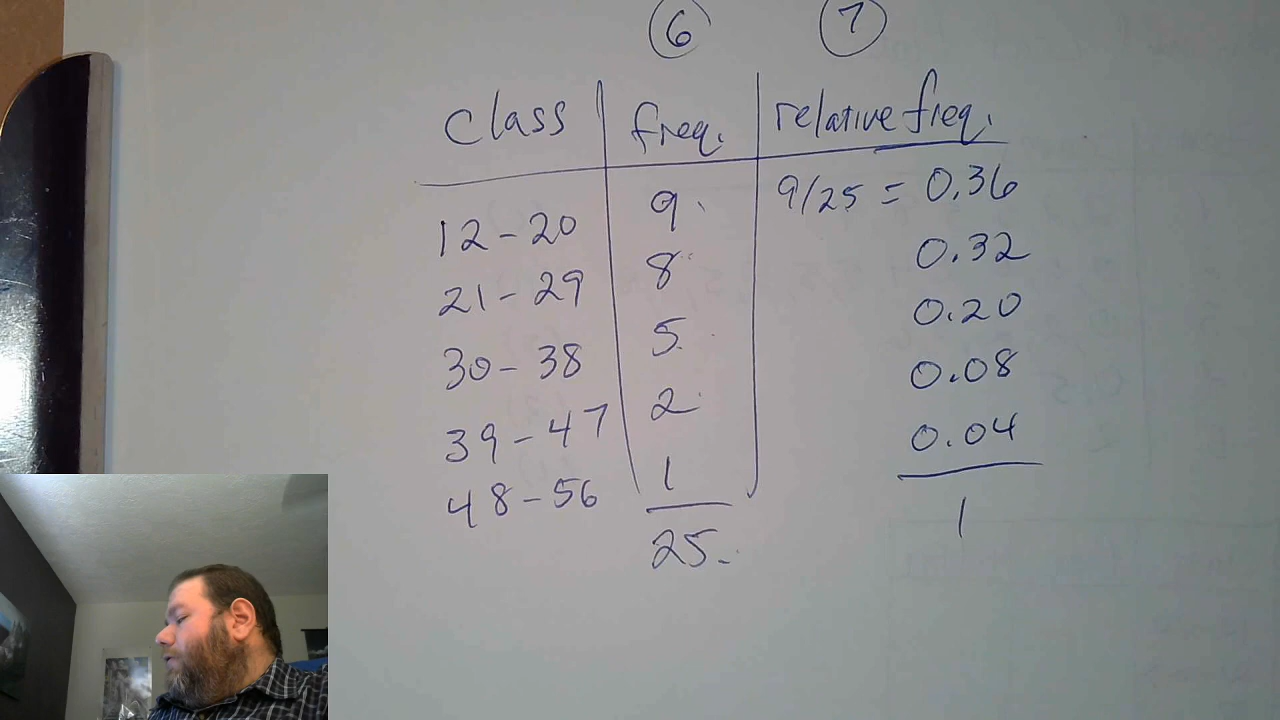 6 7
class freq. relative freq.
12-20 9 9/25 = 0.36
21-29 8 0.32
30-38 5 0.20
39-47 2 0.08
48-56 1 0.04
25 1